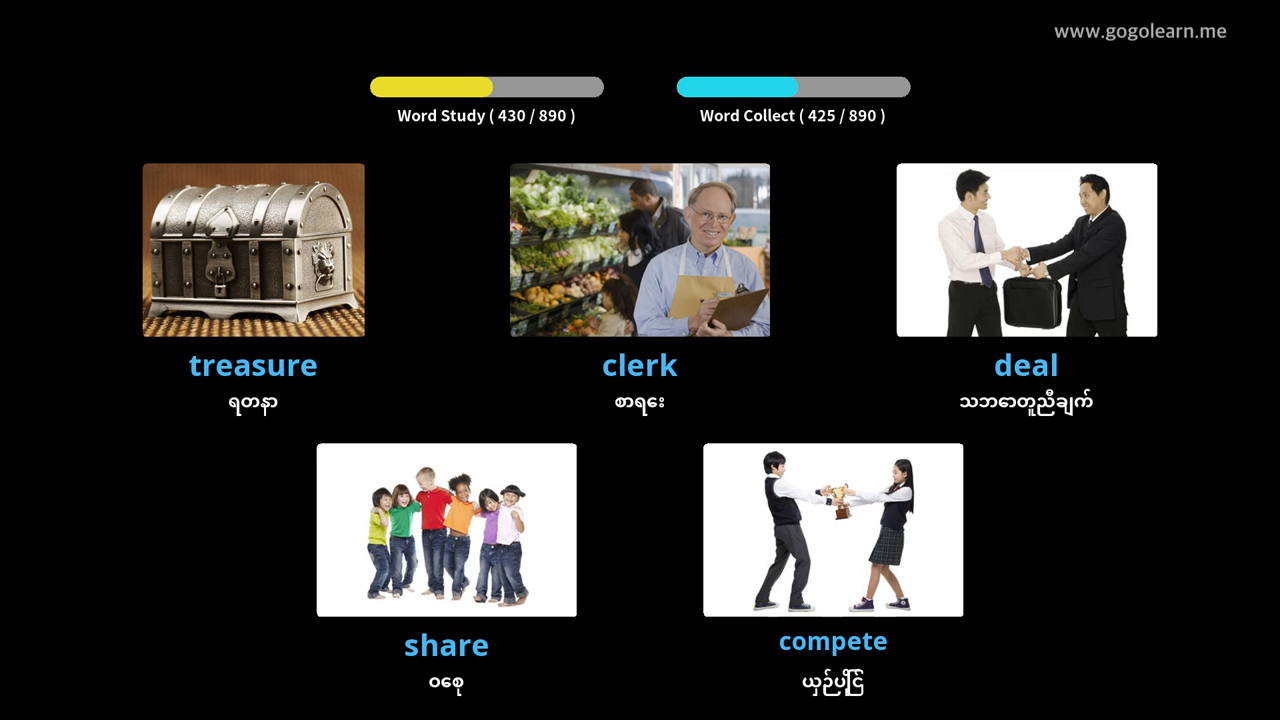 www.gogolearn.me
Word Study ( 430 / 890 )
Word Collect ( 425 / 890 )
treasure
ရတနာ
clerk
စာရေး
deal
သဘောတူညီချက်
share
ဝေစု
compete
ယှဉ်ပြိုင်